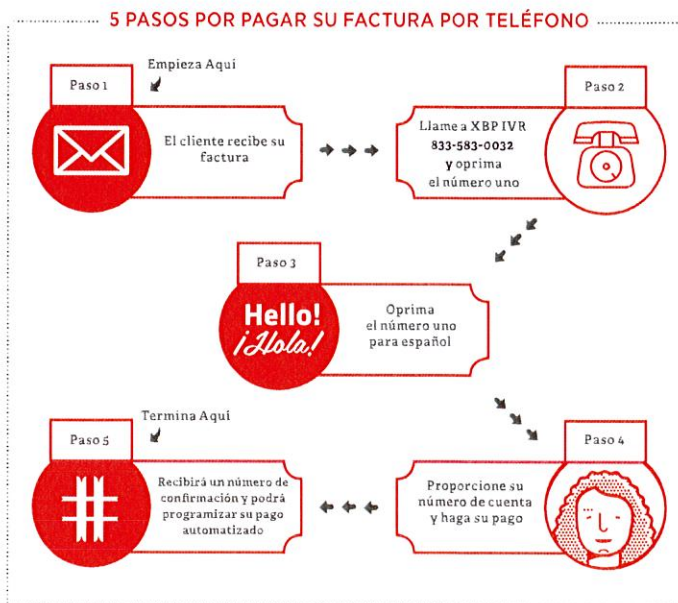 5 PASOS POR PAGAR SU FACTURA POR TELÉFONO
Empieza Aquí
Paso 1
El cliente recibe su
factura
Paso 2
Llame a XBP IVR
833-583-0032
y oprima
el número uno
Paso 3
Hello!
¡Hola!
Oprima
el número uno
para español
Paso 4
Proporcione su
número de cuenta
y haga su pago
Termina Aquí
Paso 5
Recibirá un número de
confirmación y podrá
programizar su pago
automatizado